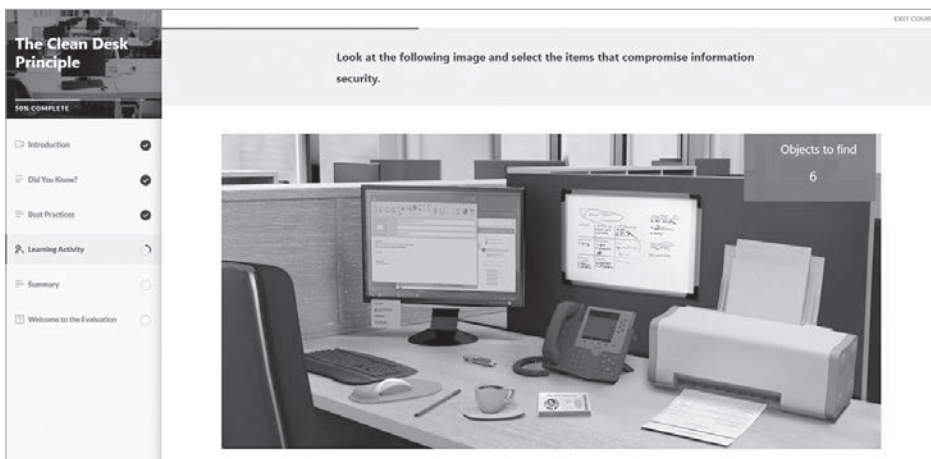 EXIT COUR
The Clean Desk
Principle
50% COMPLETE
Introduction
Did You Know?
Best Practices
Learning Activity
Summary
Welcome to the Evaluation
Look at the following image and select the items that compromise information
security.
Objects to find
6